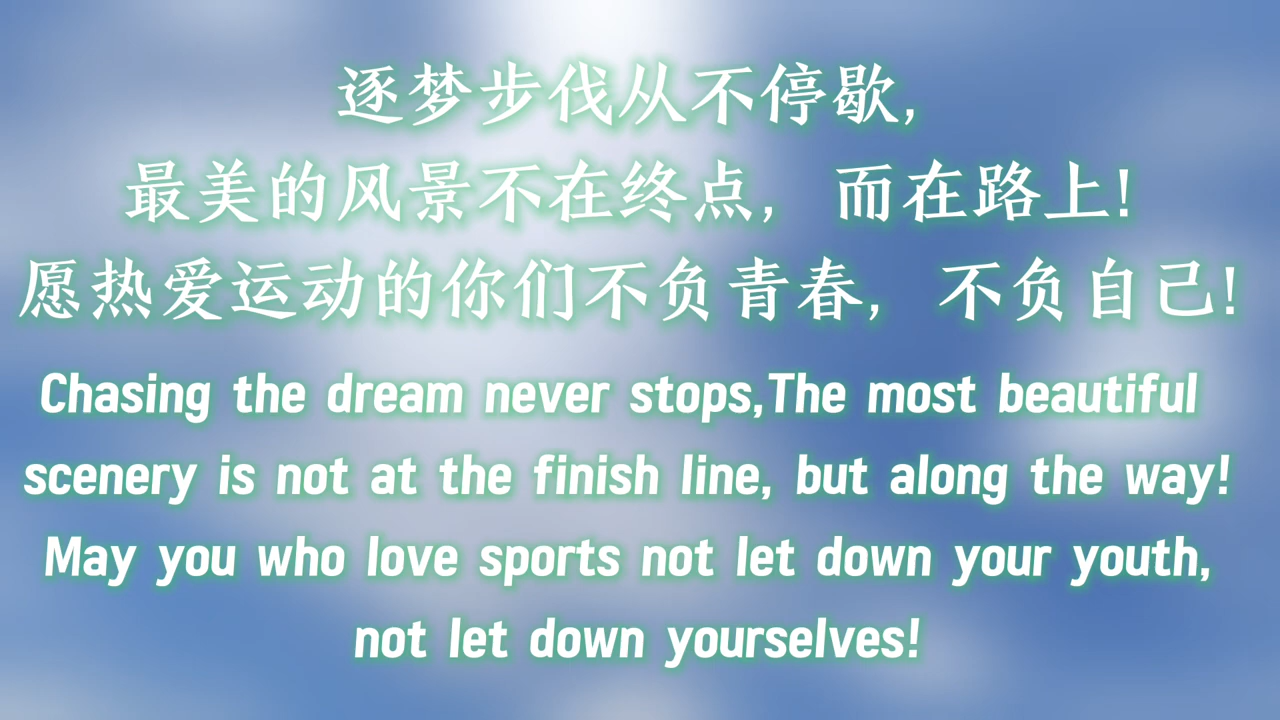 逐梦步伐从不停歇,
最美的风景不在终点, 而在路上!
愿热爱运动的你们不负青春, 不负自己!
Chasing the dream never stops,The most beautiful
scenery is not at the finish line, but along the way!
May you who love sports not let down your youth,
not let down yourselves!